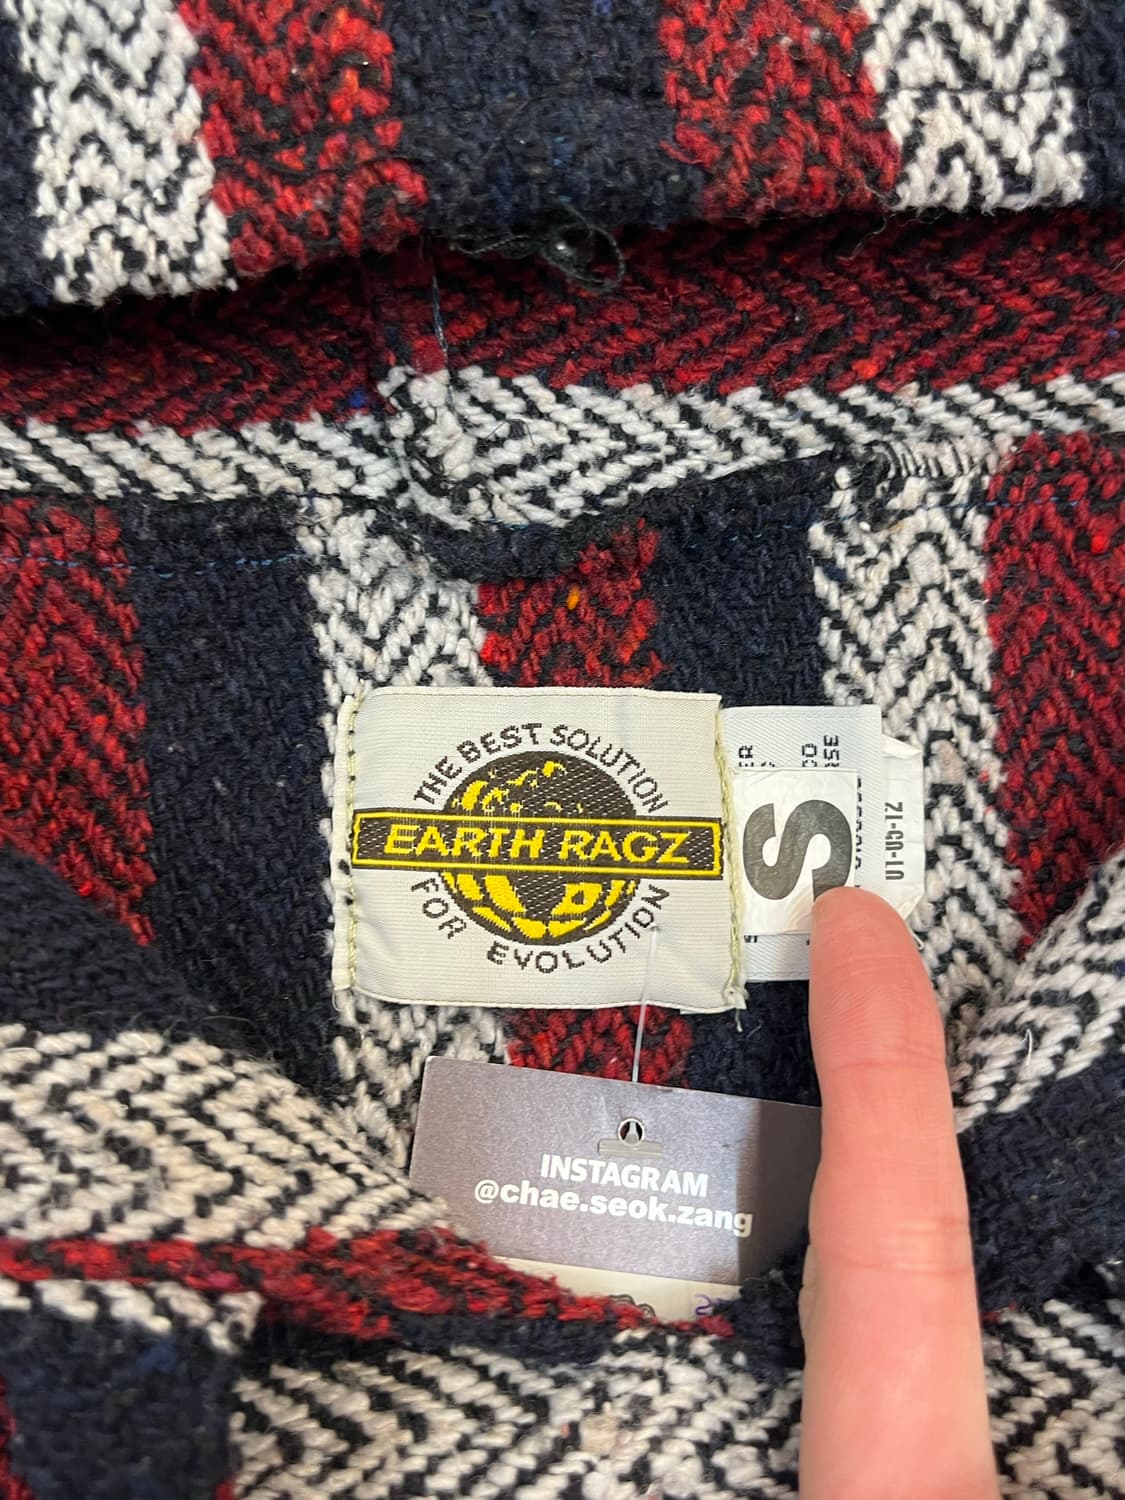 THE BEST SOLUTION
EARTH RAGZ
FOR EVOLUTION
S
INSTAGRAM
@chae.seok.zang